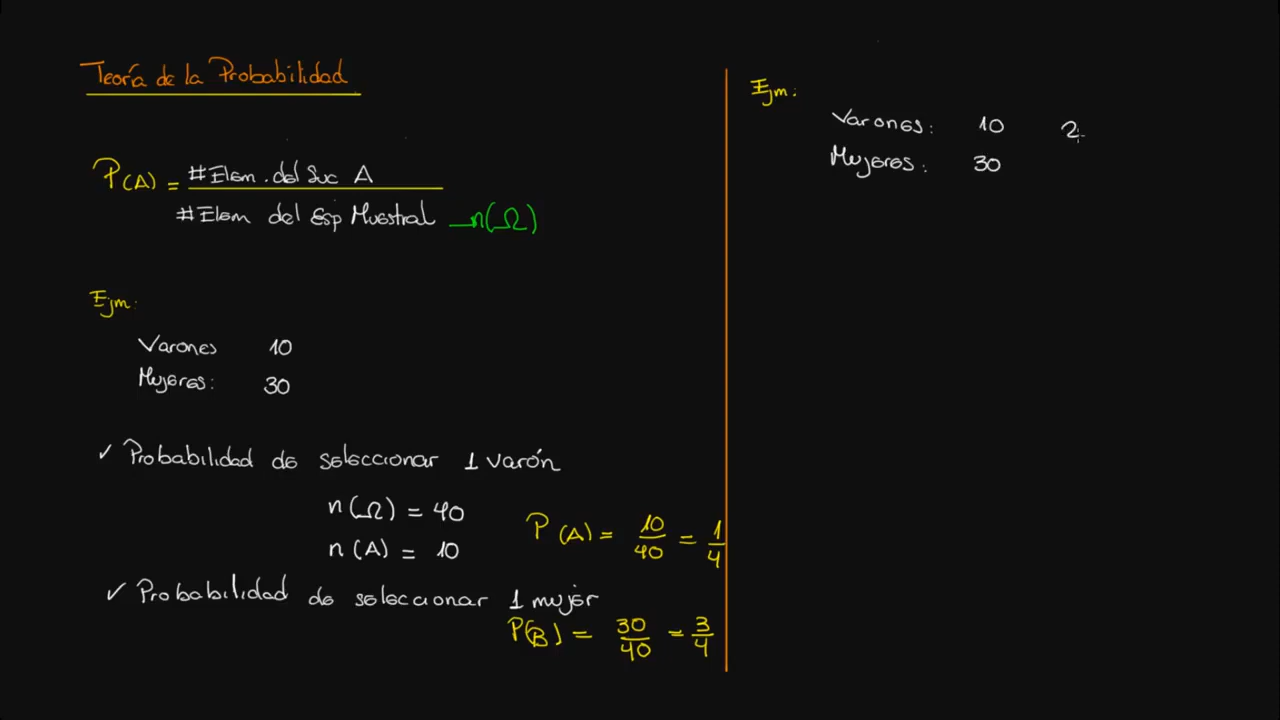 Teoría de la Probabilidad
P(A) = #Elem. del Suc A
#Elem del Esp Muestral n(Ω)
Ejm:
Varones 10
Mujeres: 30
✓ Probabilidad de seleccionar 1 varón
n(Ω) = 40
n(A) = 10
P(A) = 10/40 = 1/4
✓ Probabilidad de seleccionar 1 mujer
P(B) = 30/40 = 3/4
Ejm:
Varones: 10 2
Mujeres: 30